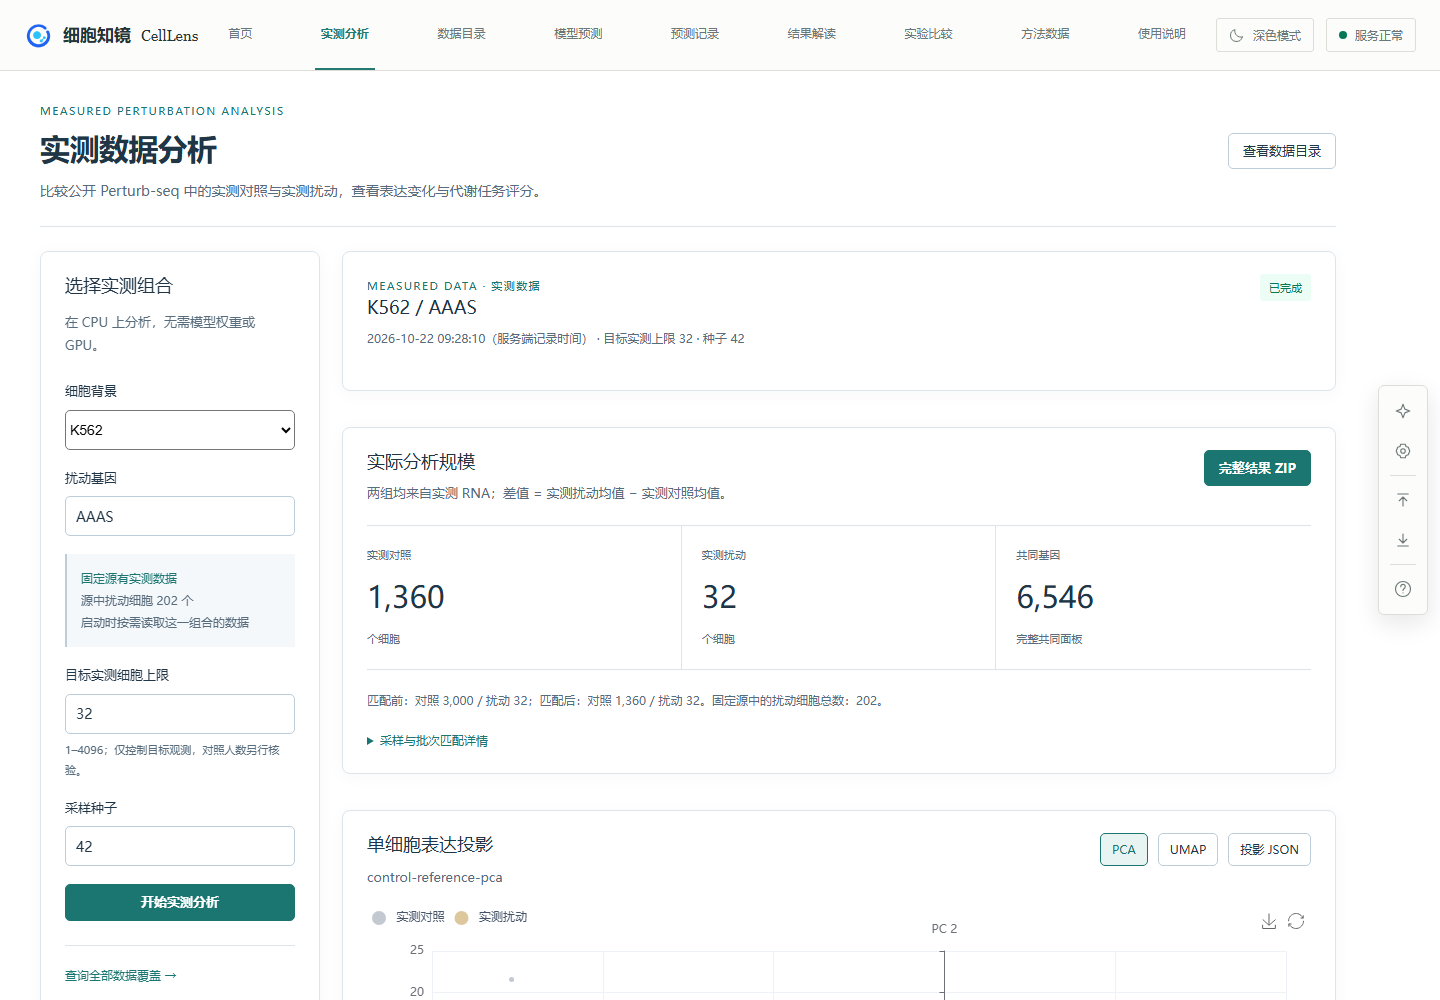 细胞知镜 CellLens
首页
实测分析
数据目录
模型预测
预测记录
结果解读
实验比较
方法数据
使用说明
深色模式
服务正常
MEASURED PERTURBATION ANALYSIS
实测数据分析
查看数据目录
比较公开 Perturb-seq 中的实测对照与实测扰动，查看表达变化与代谢任务评分。
选择实测组合
在 CPU 上分析，无需模型权重或
GPU。
细胞背景
K562
扰动基因
AAAS
固定源有实测数据
源中扰动细胞 202 个
启动时按需读取这一组合的数据
目标实测细胞上限
32
1–4096；仅控制目标观测，对照人数另行核
验。
采样种子
42
开始实测分析
查询全部数据覆盖 →
MEASURED DATA · 实测数据
已完成
K562 / AAAS
2026-10-22 09:28:10（服务端记录时间） · 目标实测上限 32 · 种子 42
实际分析规模
完整结果 ZIP
两组均来自实测 RNA；差值 = 实测扰动均值 − 实测对照均值。
实测对照
1,360
个细胞
实测扰动
32
个细胞
共同基因
6,546
完整共同面板
匹配前：对照 3,000 / 扰动 32；匹配后：对照 1,360 / 扰动 32。固定源中的扰动细胞总数：202。
采样与批次匹配详情
单细胞表达投影
PCA
UMAP
投影 JSON
control-reference-pca
实测对照
实测扰动
PC 2
25
20